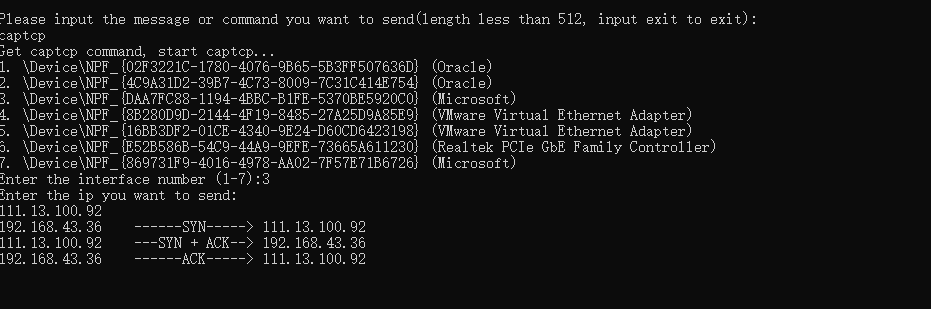 Please input the message or command you want to send(length less than 512, input exit to exit):
captcp
Get captcp command, start captcp...
1. \Device\NPF_{02F3221C-1780-4076-9B65-5B3FF507636D} (Oracle)
2. \Device\NPF_{4C9A31D2-39B7-4C73-8009-7C31C414E754} (Oracle)
3. \Device\NPF_{DAA7FC88-1194-4BBC-B1FE-5370BE5920C0} (Microsoft)
4. \Device\NPF_{8B280D9D-2144-4F19-8485-27A25D9A85E9} (VMware Virtual Ethernet Adapter)
5. \Device\NPF_{16BB3DF2-01CE-4340-9E24-D60CD6423198} (VMware Virtual Ethernet Adapter)
6. \Device\NPF_{E52B586B-54C9-44A9-9EFE-73665A611230} (Realtek PCIe GbE Family Controller)
7. \Device\NPF_{869731F9-4016-4978-AA02-7F57E71B6726} (Microsoft)
Enter the interface number (1-7):3
Enter the ip you want to send:
111.13.100.92
192.168.43.36    ------SYN-----> 111.13.100.92
111.13.100.92    ---SYN + ACK--> 192.168.43.36
192.168.43.36    ------ACK-----> 111.13.100.92